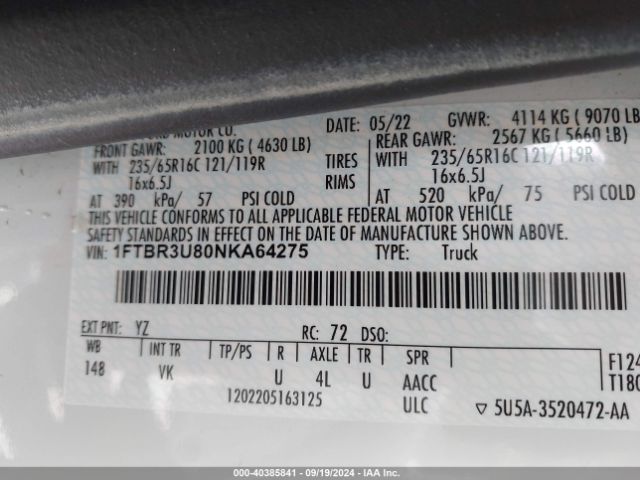 FORD MOTOR CO. DATE: 05/22 GVWR: 4114 KG ( 9070 LB
FRONT GAWR: 2100 KG ( 4630 LB) REAR GAWR: 2567 KG ( 5660 LB)
WITH 235/65R16C 121/119R TIRES WITH 235/65R16C 121/119R
16x6.5J RIMS 16x6.5J
AT 390 kPa/ 57 PSI COLD AT 520 kPa/ 75 PSI COLD
THIS VEHICLE CONFORMS TO ALL APPLICABLE FEDERAL MOTOR VEHICLE
SAFETY STANDARDS IN EFFECT ON THE DATE OF MANUFACTURE SHOWN ABOVE.
VIN: 1FTBR3U80NKA64275 TYPE: Truck
EXT PNT: YZ RC: 72 DSO:
WB INT TR TP/PS R AXLE TR SPR F124
148 VK U 4L U AACC T180
1202205163125 ULC ▽ 5U5A-3520472-AA
000-40385841 - 09/19/2024 - IAA Inc.